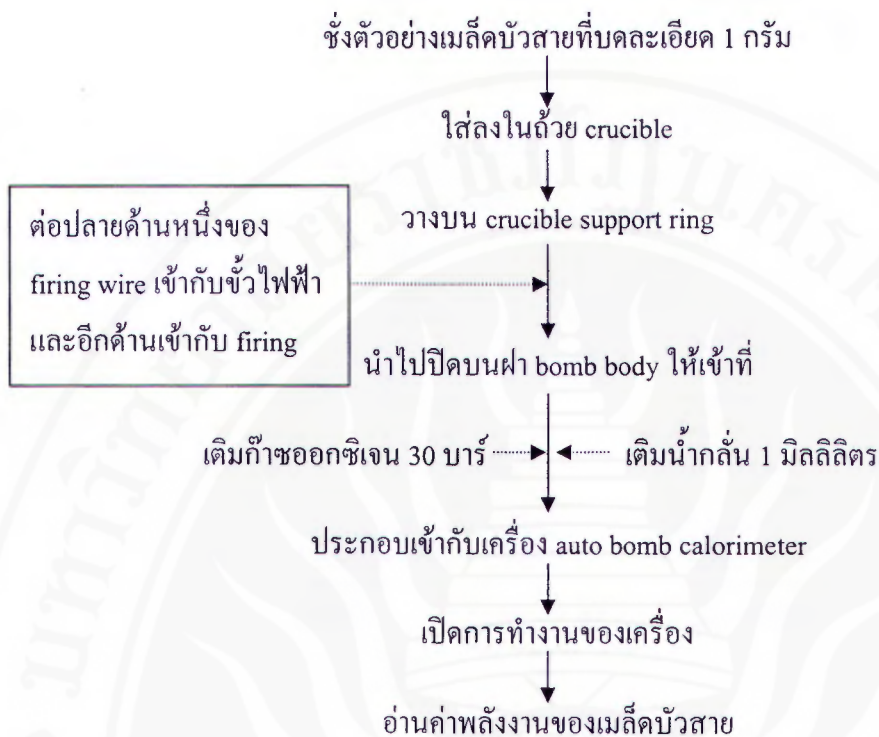 ชั่งตัวอย่างเมล็ดบัวสายที่บดละเอียด 1 กรัม
ใส่ลงในถ้วย crucible
วางบน crucible support ring
ต่อปลายด้านหนึ่งของ
firing wire เข้ากับขั้วไฟฟ้า
และอีกด้านเข้ากับ firing
นำไปปิดบนฝา bomb body ให้เข้าที่
เติมก๊าซออกซิเจน 30 บาร์ เติมน้ำกลั่น 1 มิลลิลิตร
ประกอบเข้ากับเครื่อง auto bomb calorimeter
เปิดการทำงานของเครื่อง
อ่านค่าพลังงานของเมล็ดบัวสาย